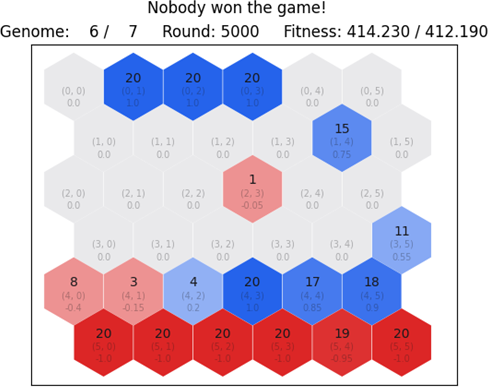 Nobody won the game!
Genome: 6 / 7 Round: 5000 Fitness: 414.230 / 412.190
20 20 20
(0, 0) (0, 1) (0, 2) (0, 3) (0, 4) (0, 5)
0.0 1.0 1.0 1.0 0.0 0.0
15
(1, 0) (1, 1) (1, 2) (1, 3) (1, 4) (1, 5)
0.0 0.0 0.0 0.0 0.75 0.0
1
(2, 0) (2, 1) (2, 2) (2, 3) (2, 4) (2, 5)
0.0 0.0 0.0 -0.05 0.0 0.0
11
(3, 0) (3, 1) (3, 2) (3, 3) (3, 4) (3, 5)
0.0 0.0 0.0 0.0 0.0 0.55
8 3 4 20 17 18
(4, 0) (4, 1) (4, 2) (4, 3) (4, 4) (4, 5)
-0.4 -0.15 0.2 1.0 0.85 0.9
20 20 20 20 19 20
(5, 0) (5, 1) (5, 2) (5, 3) (5, 4) (5, 5)
-1.0 -1.0 -1.0 -1.0 -0.95 -1.0